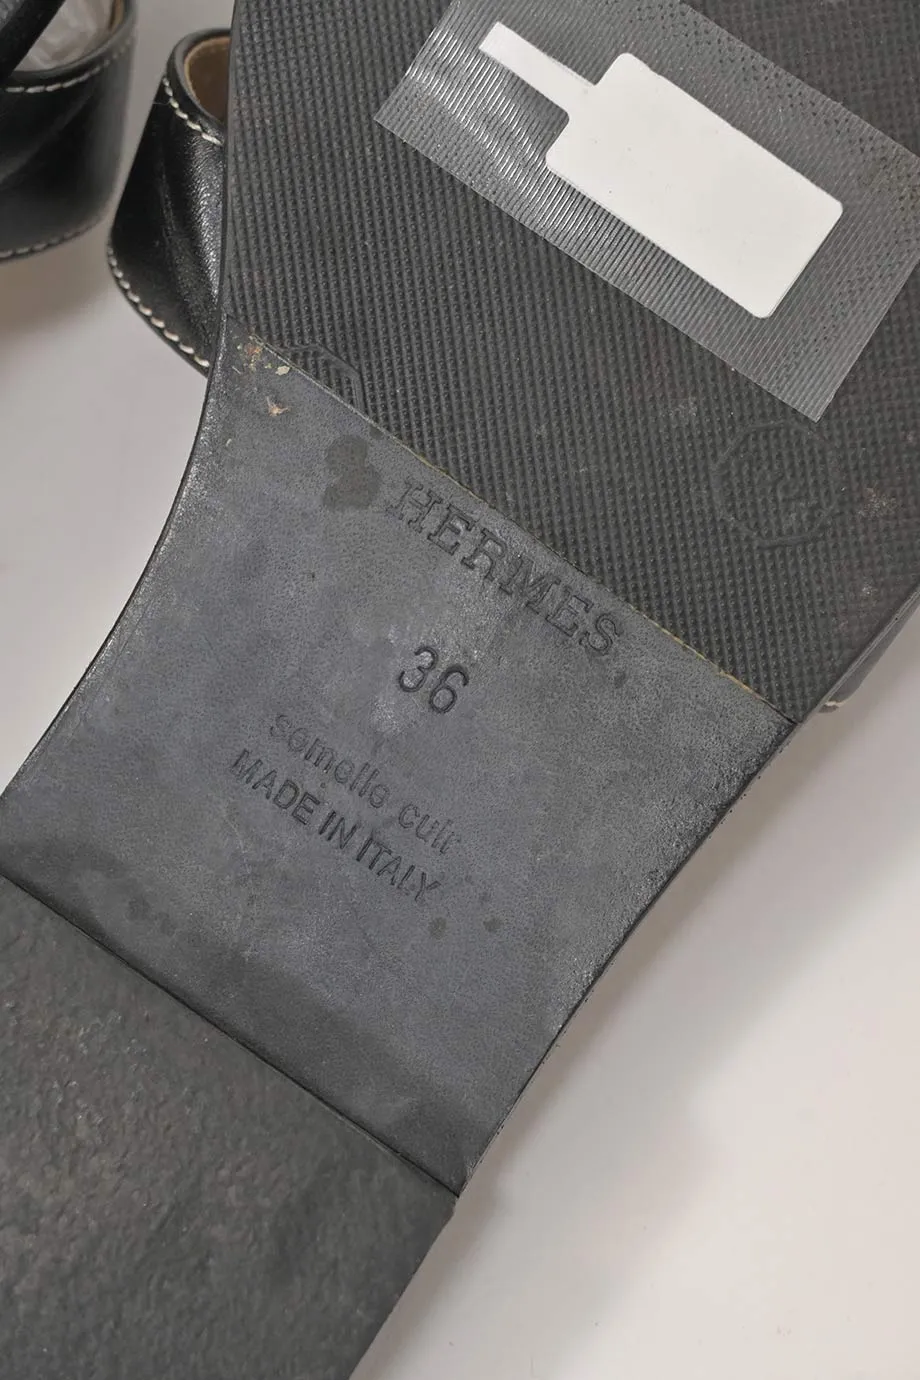 HERMES
36
semelle cuir
MADE IN ITALY